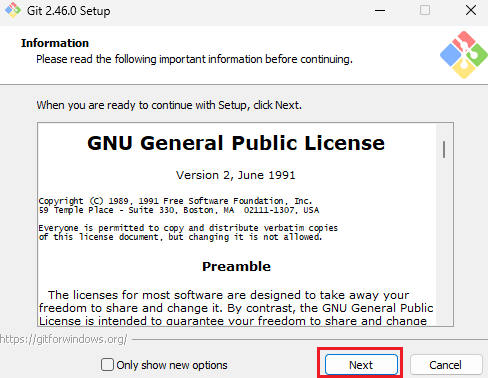 Git 2.46.0 Setup
Information
Please read the following important information before continuing.
When you are ready to continue with Setup, click Next.
GNU General Public License
Version 2, June 1991
Copyright (C) 1989, 1991 Free Software Foundation, Inc.
59 Temple Place - Suite 330, Boston, MA  02111-1307, USA
Everyone is permitted to copy and distribute verbatim copies
of this license document, but changing it is not allowed.
Preamble
The licenses for most software are designed to take away your
freedom to share and change it. By contrast, the GNU General Public
License is intended to guarantee your freedom to share and change
https://gitforwindows.org/
Only show new options
Next
Cancel